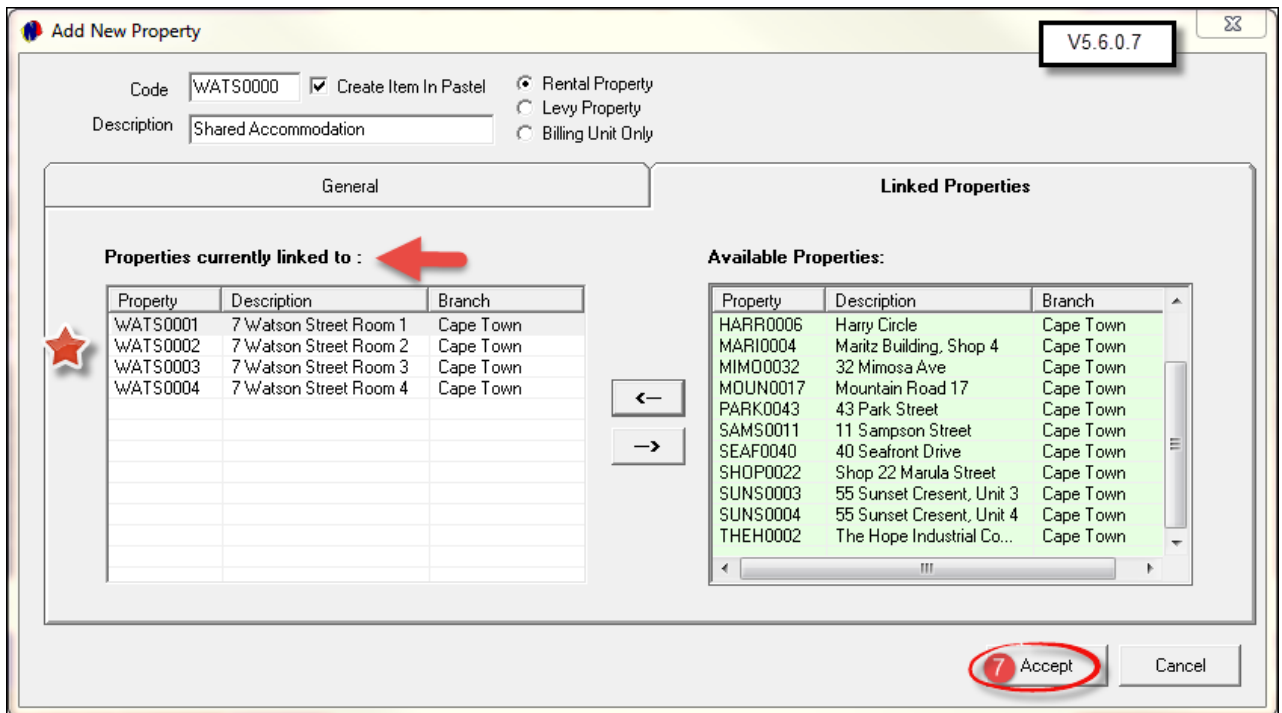 Add New Property
V5.6.0.7
Code WATS0000 Create Item In Pastel Rental Property
Levy Property
Description Shared Accommodation Billing Unit Only
General Linked Properties
Properties currently linked to : Available Properties:
Property Description Branch Property Description Branch
WATS0001 7 Watson Street Room 1 Cape Town HARR0006 Harry Circle Cape Town
WATS0002 7 Watson Street Room 2 Cape Town MARI0004 Maritz Building, Shop 4 Cape Town
WATS0003 7 Watson Street Room 3 Cape Town MIMO0032 32 Mimosa Ave Cape Town
WATS0004 7 Watson Street Room 4 Cape Town MOUN0017 Mountain Road 17 Cape Town
PARK0043 43 Park Street Cape Town
SAMS0011 11 Sampson Street Cape Town
SEAF0040 40 Seafront Drive Cape Town
SHOP0022 Shop 22 Marula Street Cape Town
SUNS0003 55 Sunset Cresent, Unit 3 Cape Town
SUNS0004 55 Sunset Cresent, Unit 4 Cape Town
THEH0002 The Hope Industrial Co... Cape Town
7 Accept Cancel